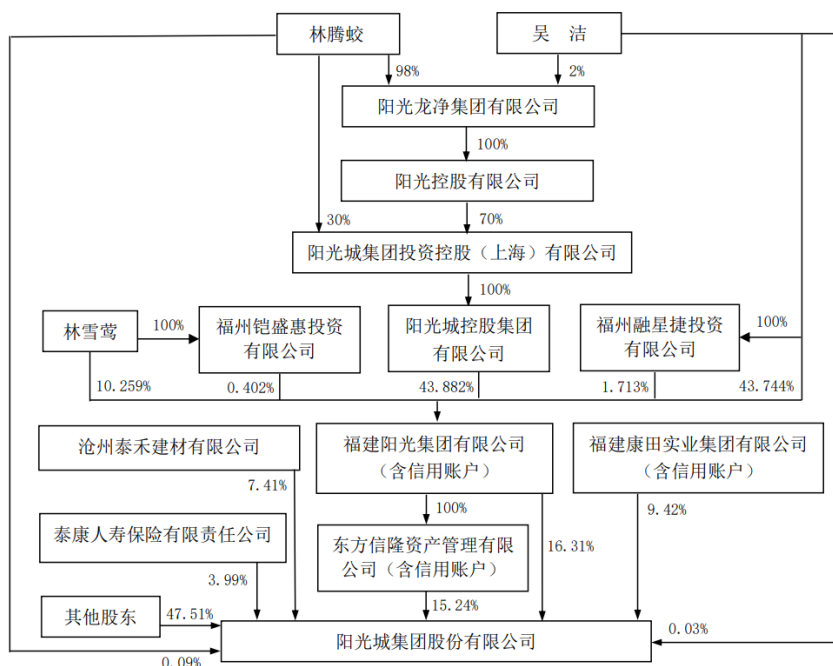 林腾蛟
吴 洁
98%
2%
阳光龙净集团有限公司
100%
阳光控股有限公司
30%
70%
阳光城集团投资控股（上海）有限公司
100%
林雪莺
100%
福州铠盛惠投资
有限公司
阳光城控股集团
有限公司
福州融星捷投资
有限公司
100%
10.259%
0.402%
43.882%
1.713%
43.744%
沧州泰禾建材有限公司
福建阳光集团有限公司
（含信用账户）
福建康田实业集团有限公司
（含信用账户）
7.41%
100%
16.31%
9.42%
泰康人寿保险有限责任公司
东方信隆资产管理有限
公司（含信用账户）
3.99%
15.24%
其他股东
47.51%
阳光城集团股份有限公司
0.03%
0.09%